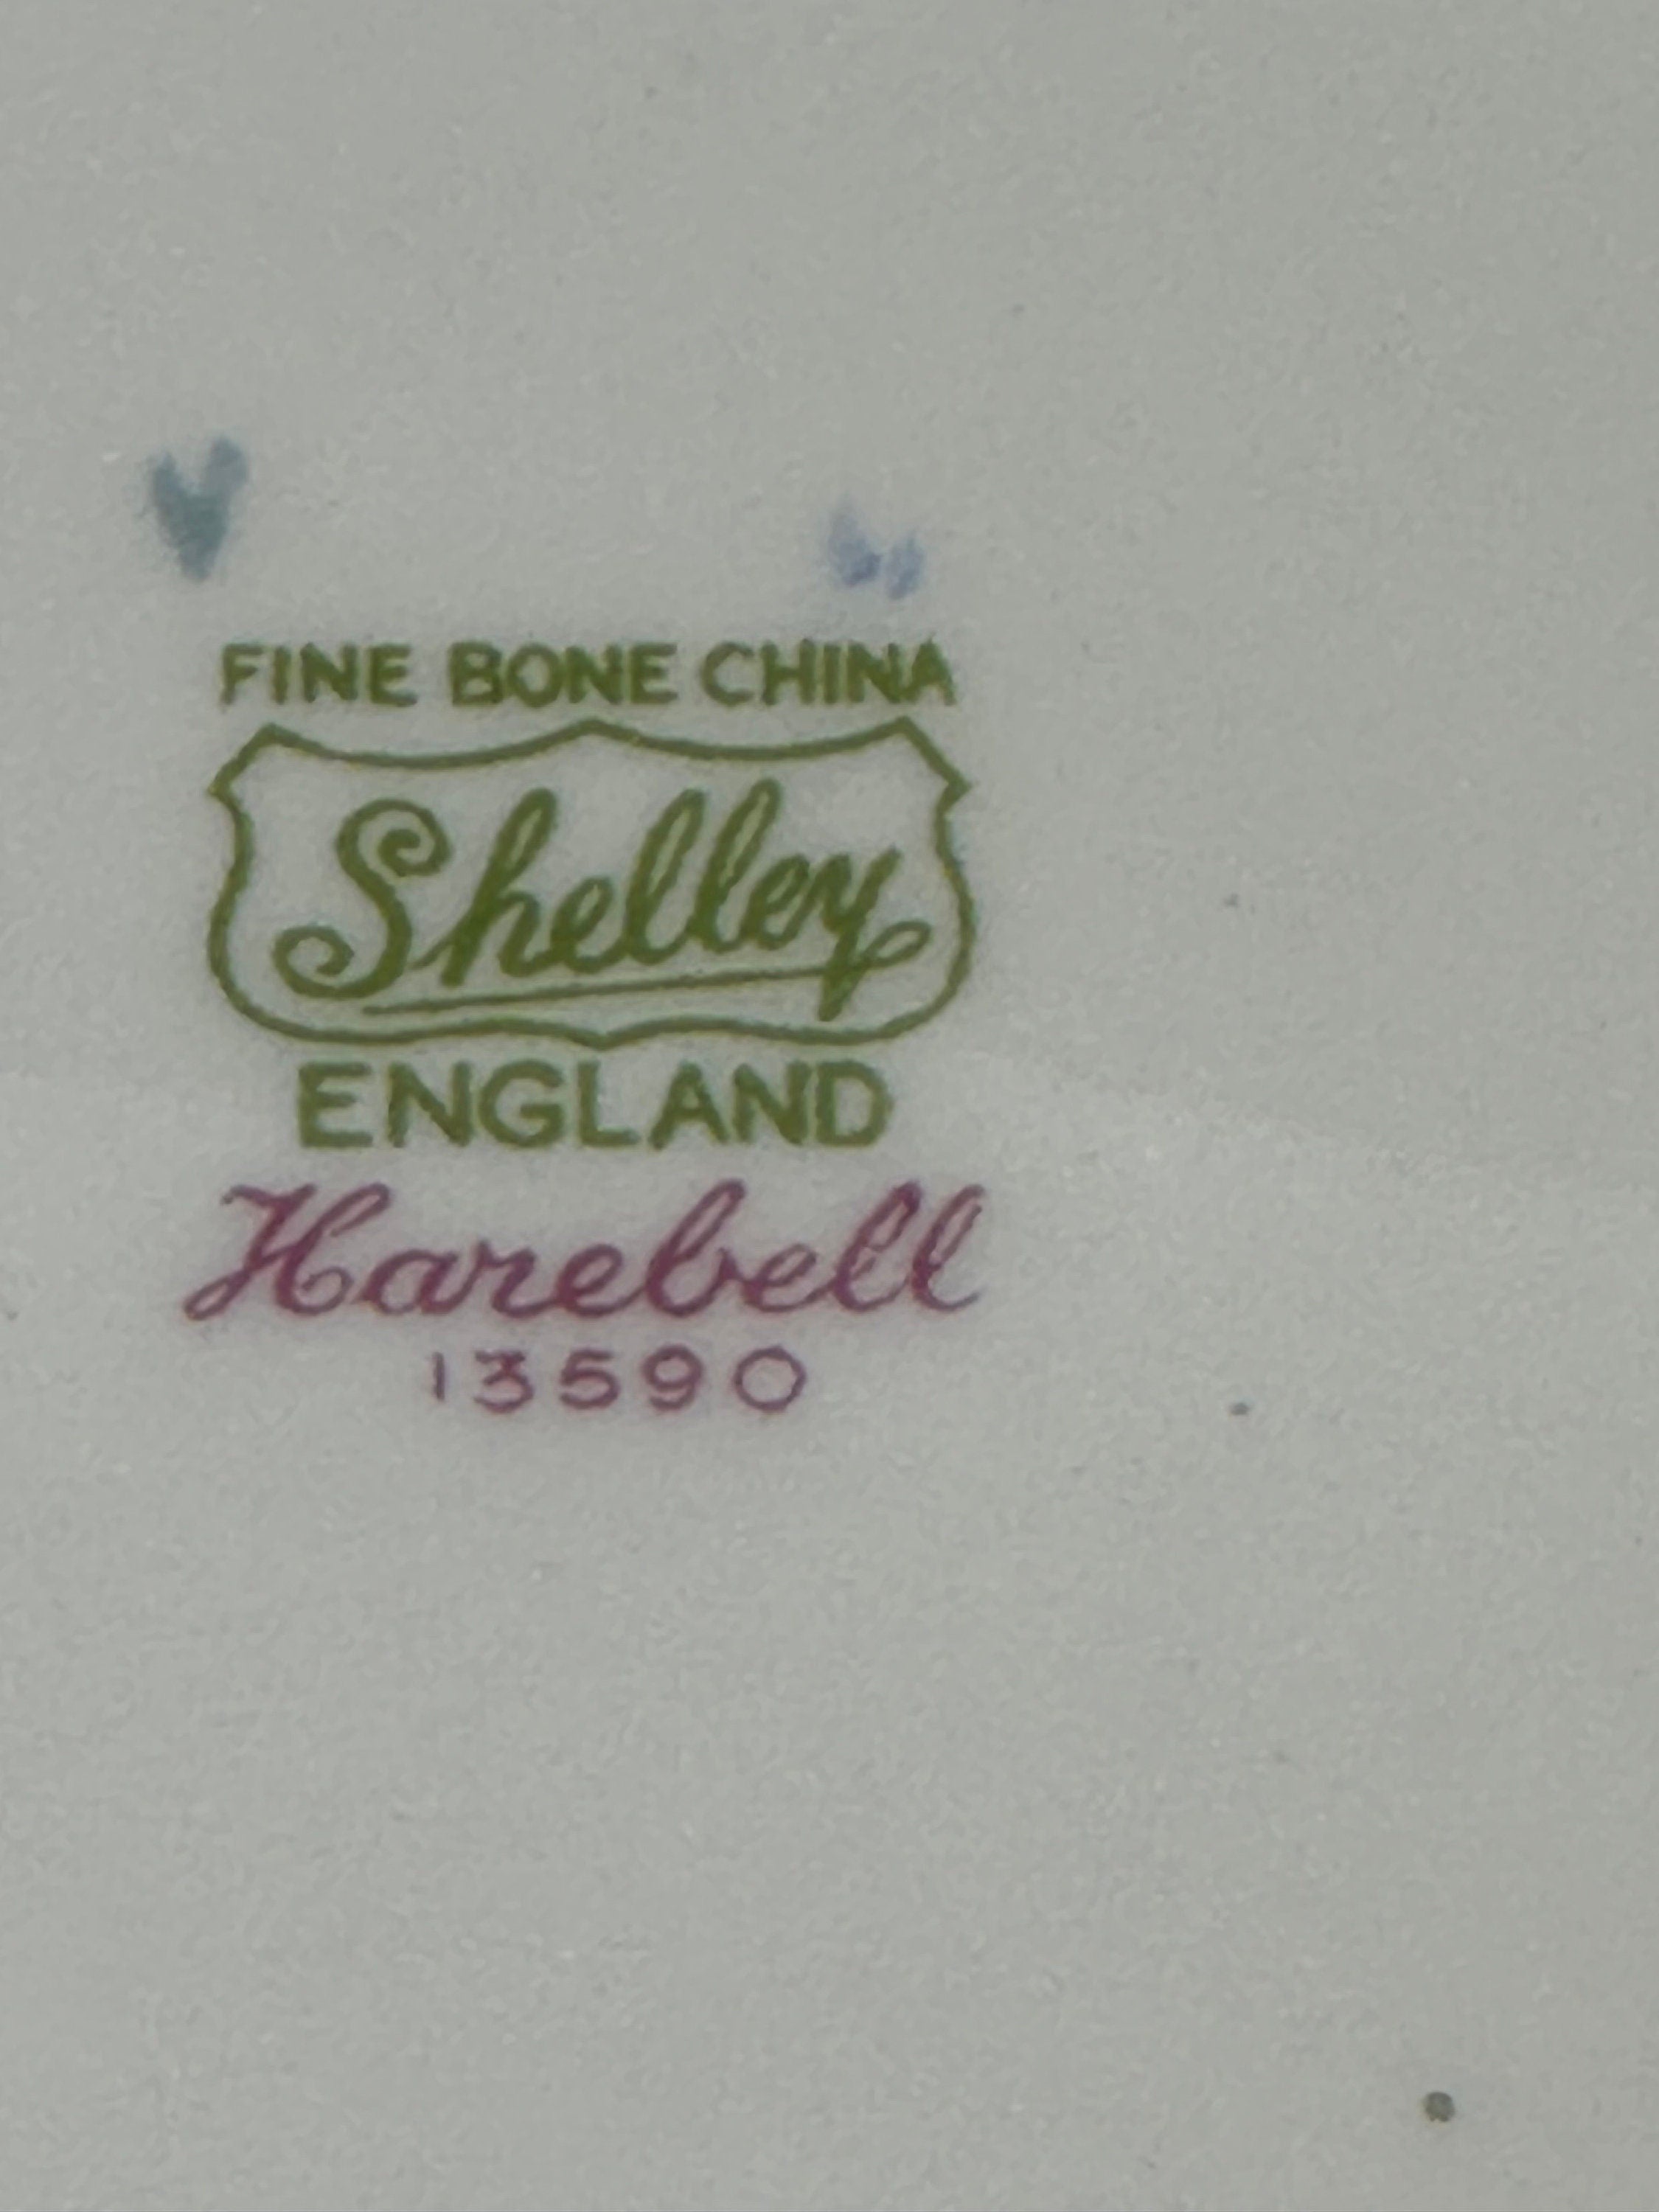 FINE BONE CHINA
Shelley
ENGLAND
Harebell
13590